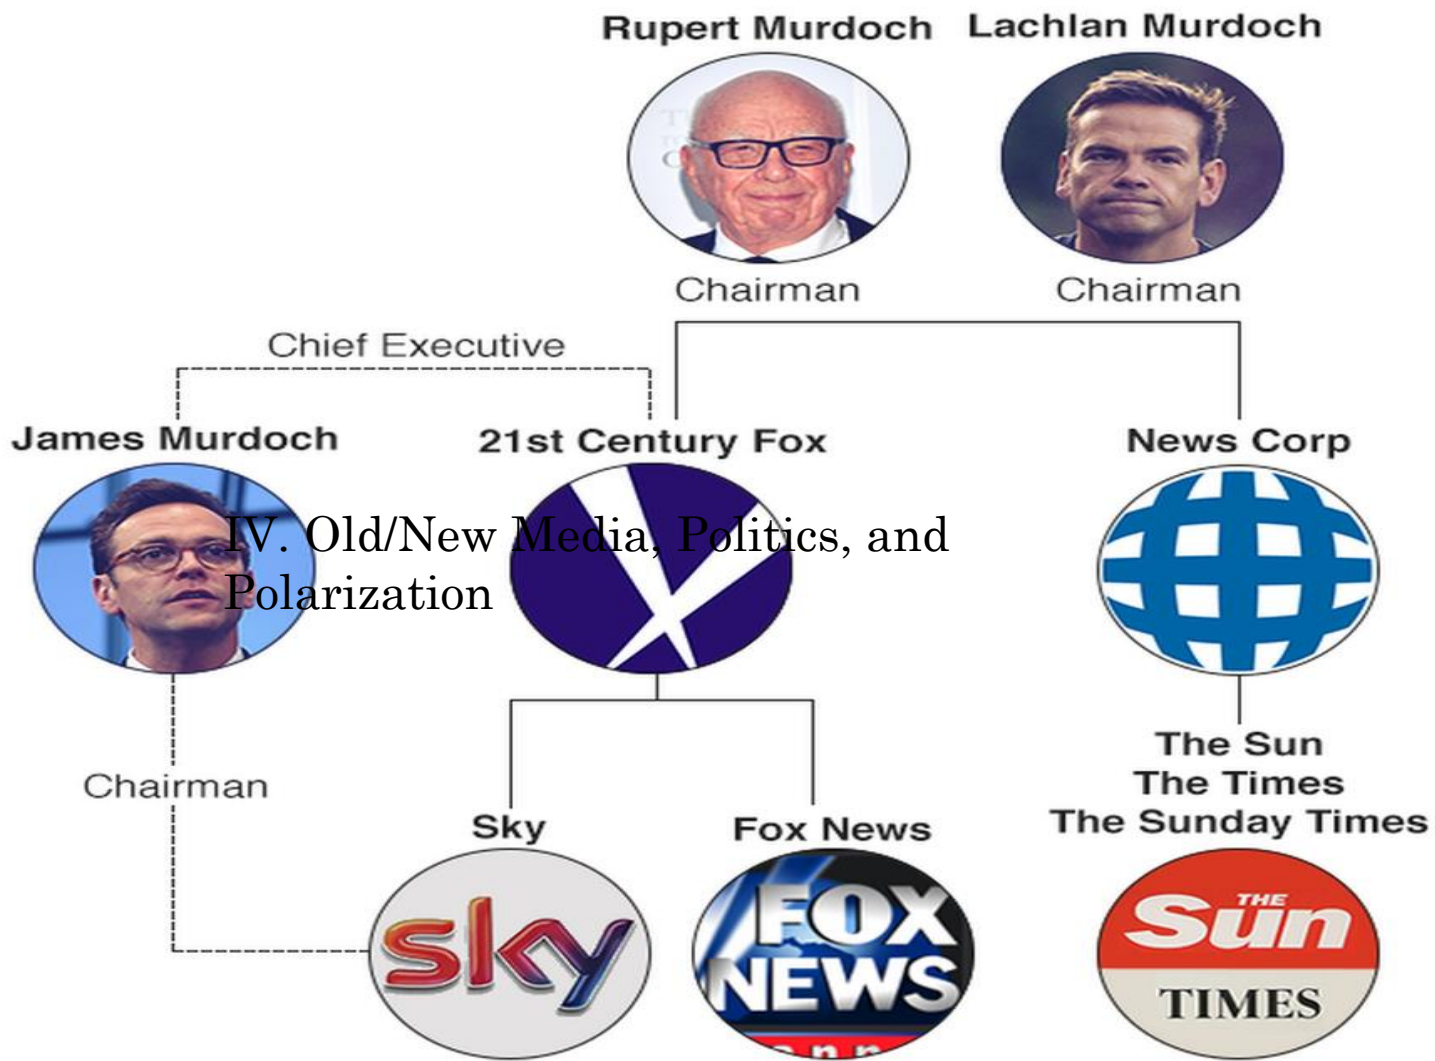 Rupert Murdoch Lachlan Murdoch
Chairman Chairman
Chief Executive
James Murdoch 21st Century Fox News Corp
IV. Old/New Media, Politics, and
Polarization
Chairman
The Sun
The Times
The Sunday Times
Sky Fox News
sky
FOX
NEWS
THE
Sun
TIMES